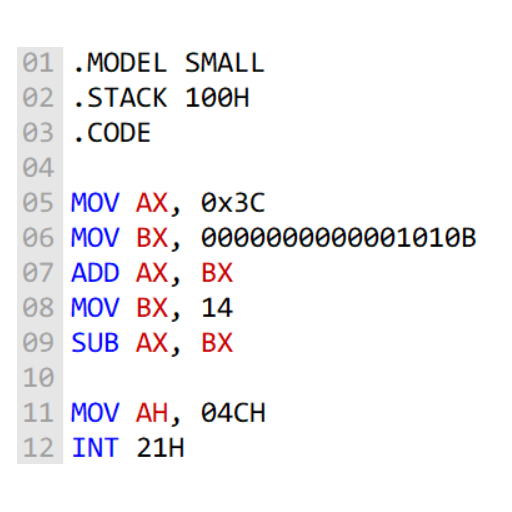 01 .MODEL SMALL
02 .STACK 100H
03 .CODE
04
05 MOV AX, 0x3C
06 MOV BX, 0000000000001010B
07 ADD AX, BX
08 MOV BX, 14
09 SUB AX, BX
10
11 MOV AH, 04CH
12 INT 21H